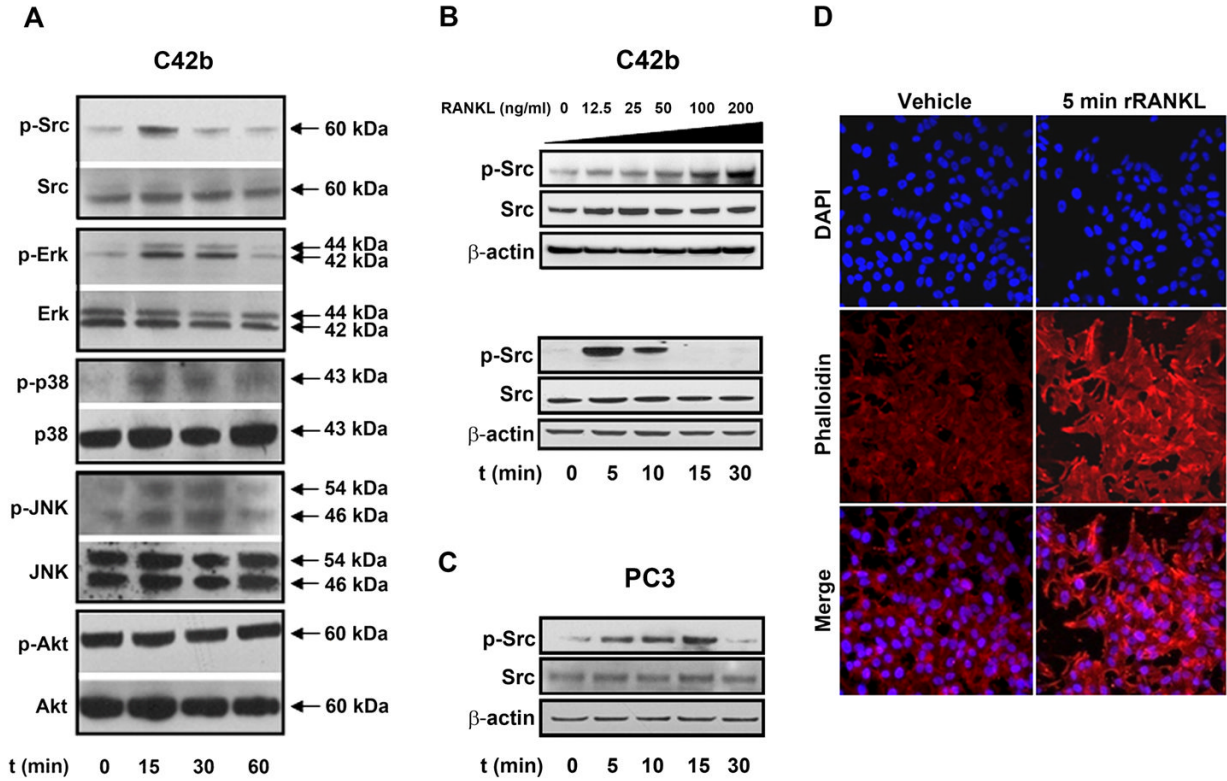 A
C42b
p-Src
60 kDa
Src
60 kDa
p-Erk
44 kDa
42 kDa
Erk
44 kDa
42 kDa
p-p38
43 kDa
p38
43 kDa
p-JNK
54 kDa
46 kDa
JNK
54 kDa
46 kDa
p-Akt
60 kDa
Akt
60 kDa
t (min) 0 15 30 60
B
C42b
RANKL (ng/ml) 0 12.5 25 50 100 200
p-Src
Src
β-actin
p-Src
Src
β-actin
t (min) 0 5 10 15 30
C
PC3
p-Src
Src
β-actin
t (min) 0 5 10 15 30
D
Vehicle 5 min rRANKL
DAPI
Phalloidin
Merge